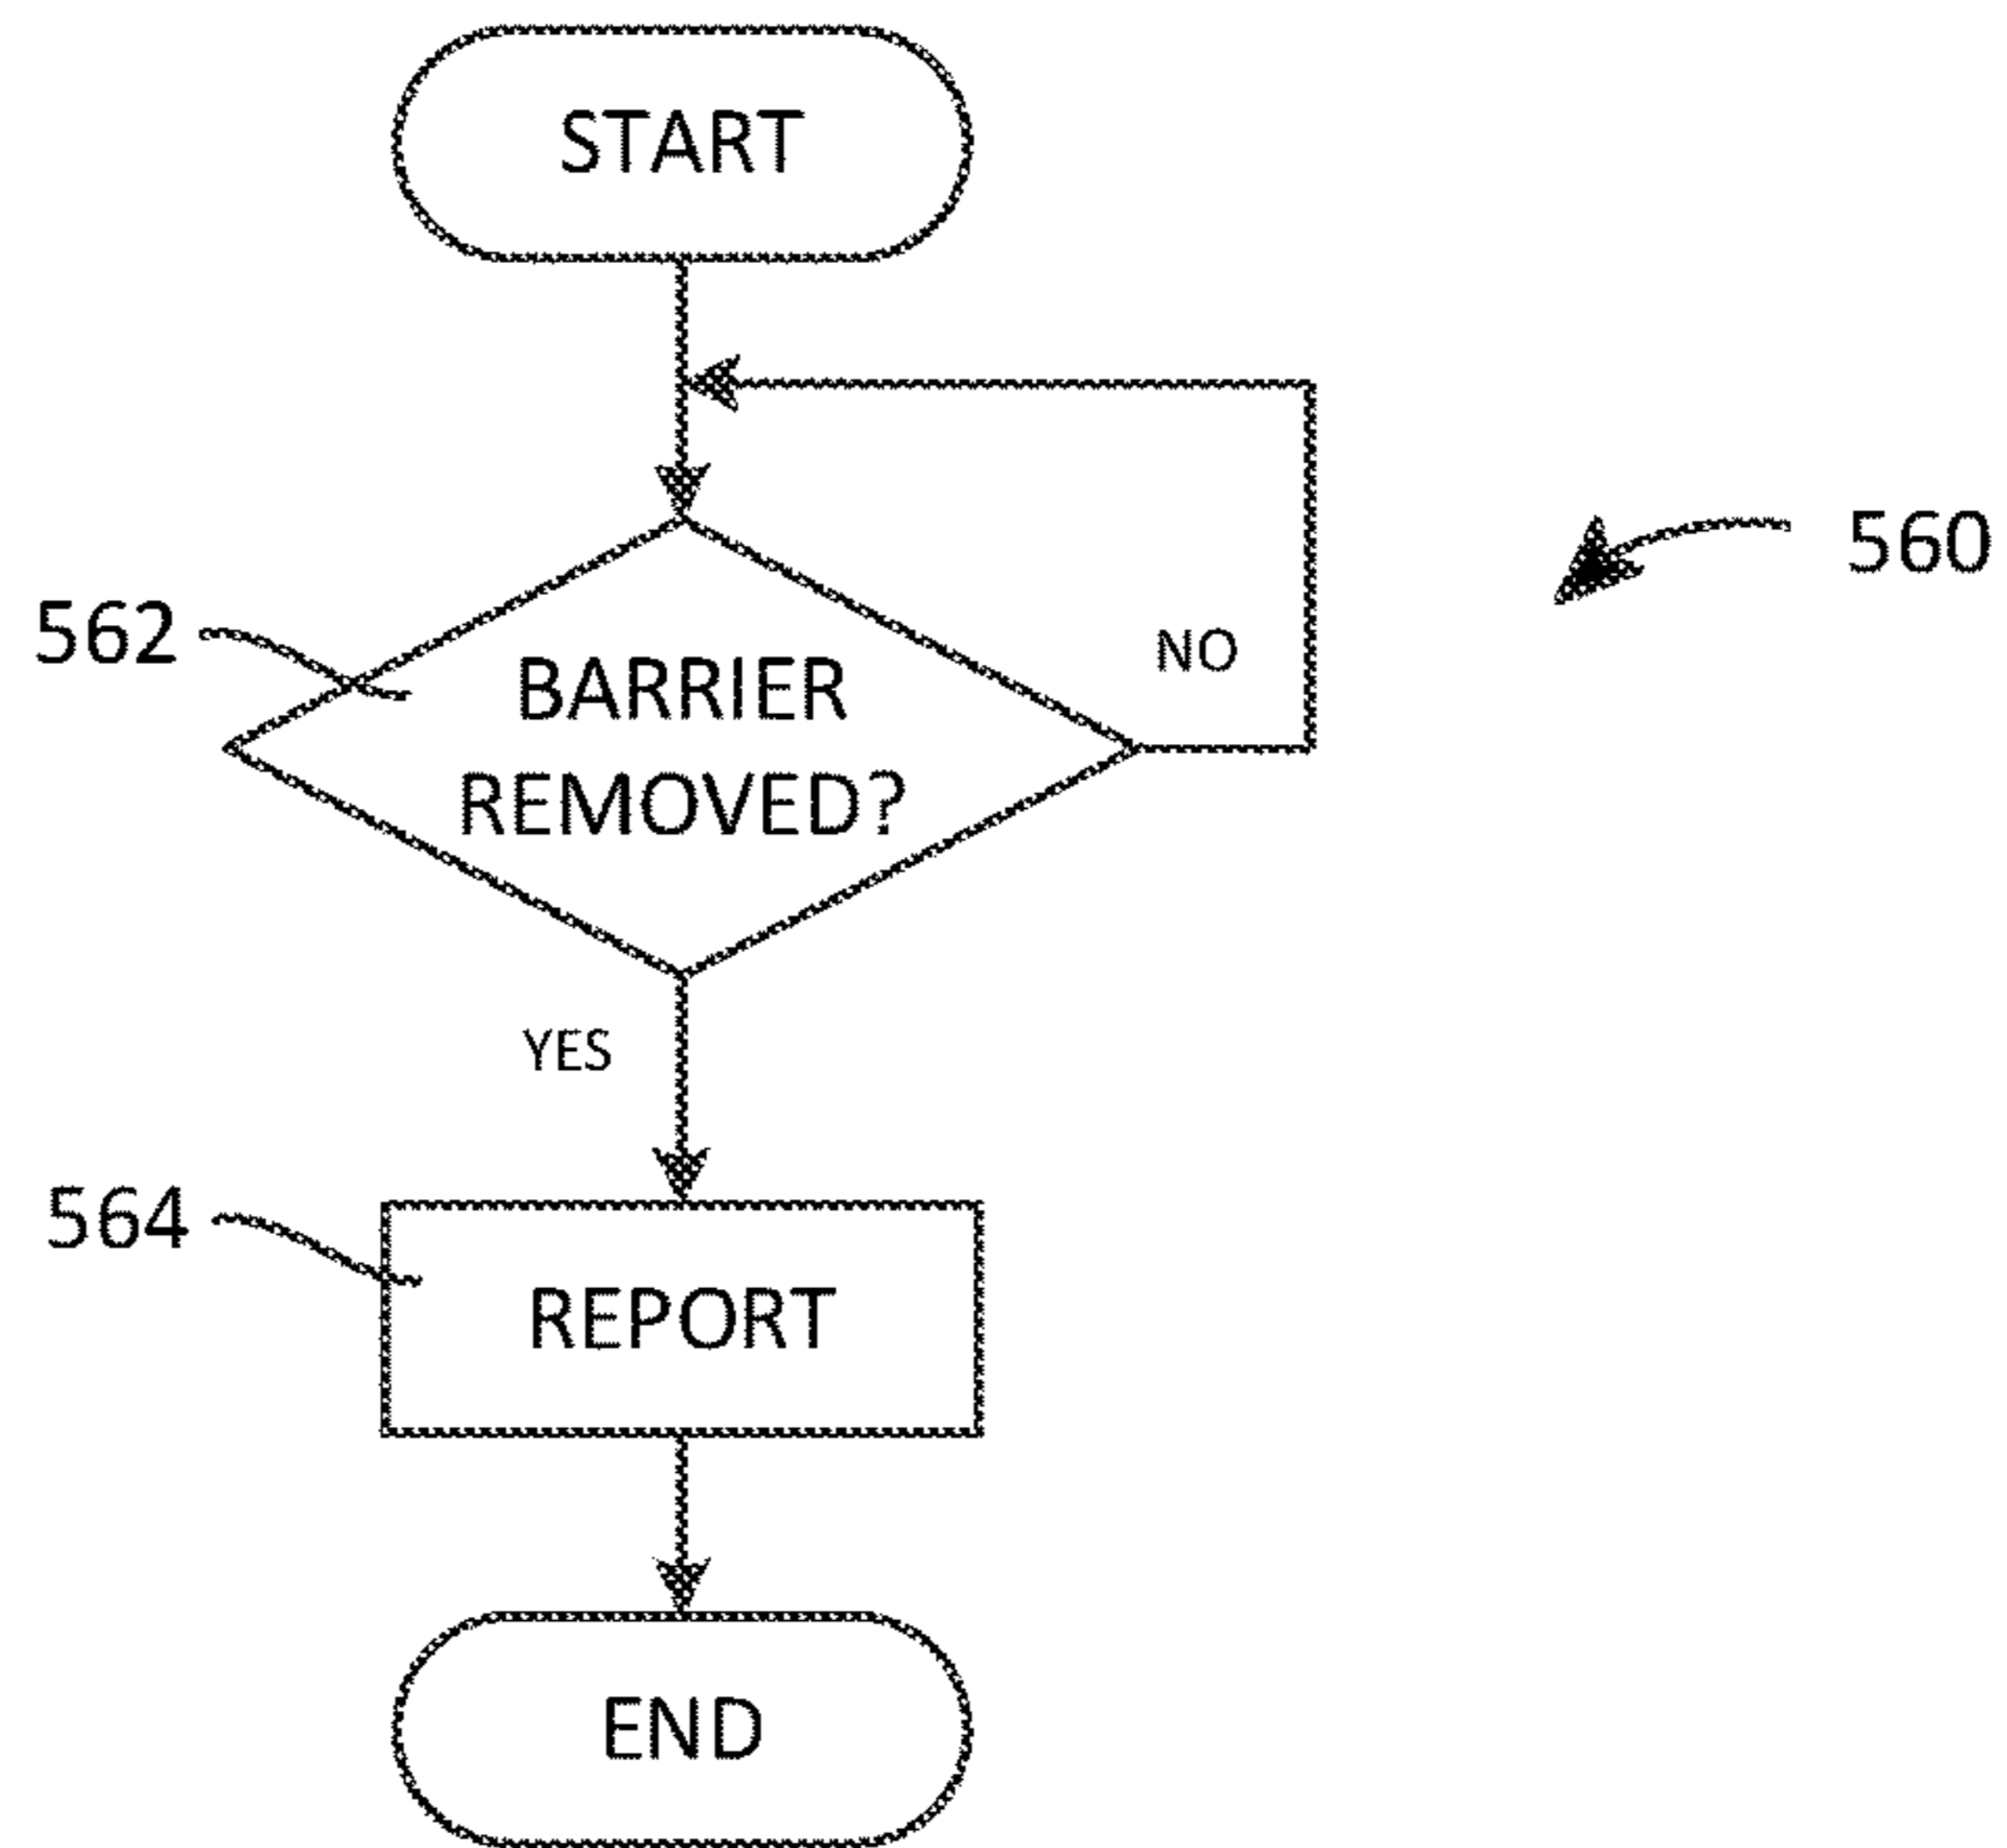 START
560
562
BARRIER
REMOVED?
NO
YES
564
REPORT
END